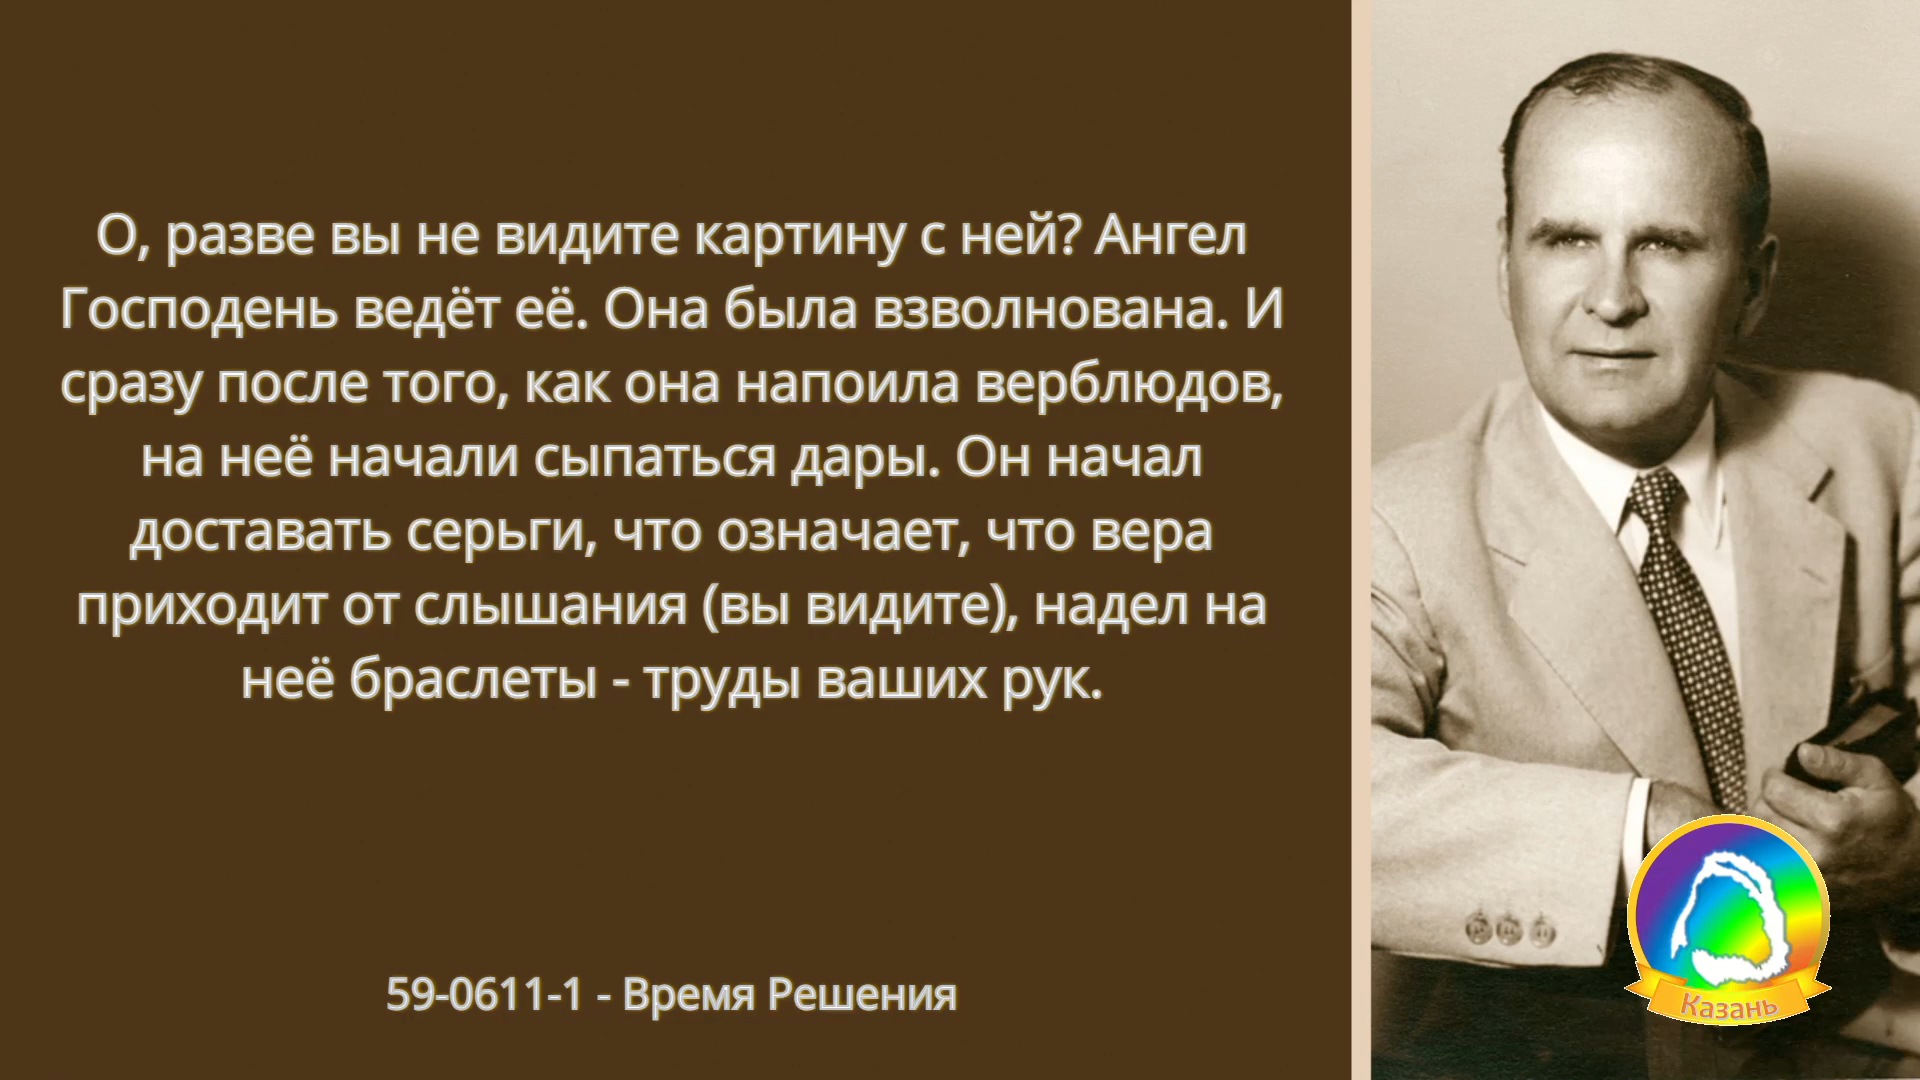 О, разве вы не видите картину с ней? Ангел
Господень ведёт её. Она была взволнована. И
сразу после того, как она напоила верблюдов,
на неё начали сыпаться дары. Он начал
доставать серьги, что означает, что вера
приходит от слышания (вы видите), надел на
неё браслеты - труды ваших рук.
59-0611-1 - Время Решения
Казань